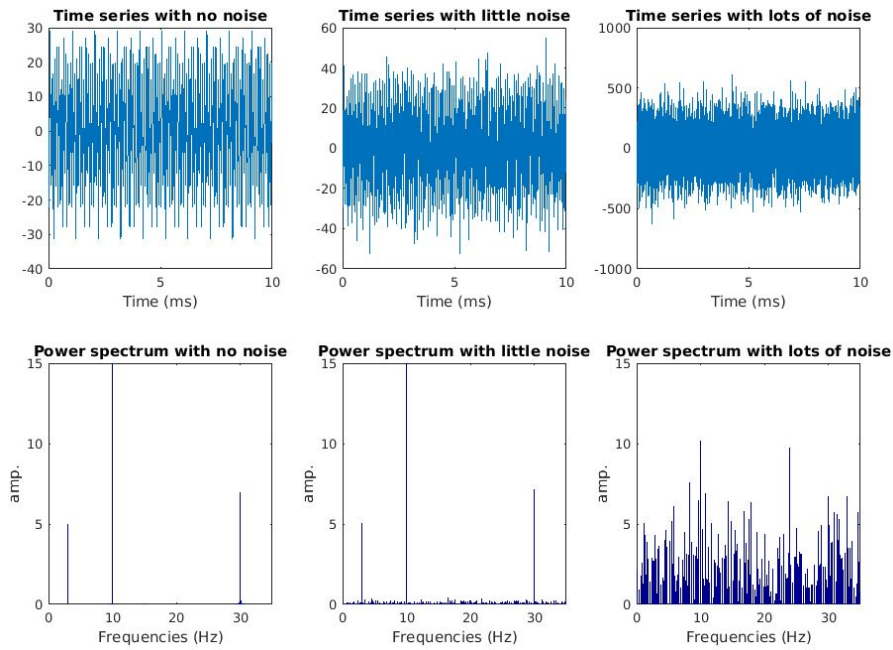 Time series with no noise
30
20
10
0
-10
-20
-30
-40
0 5 10
Time (ms)
Time series with little noise
60
40
20
0
-20
-40
-60
0 5 10
Time (ms)
Time series with lots of noise
1000
500
0
-500
-1000
0 5 10
Time (ms)
Power spectrum with no noise
amp.
15
10
5
0
0 10 20 30
Frequencies (Hz)
Power spectrum with little noise
amp.
15
10
5
0
0 10 20 30
Frequencies (Hz)
Power spectrum with lots of noise
amp.
15
10
5
0
0 10 20 30
Frequencies (Hz)